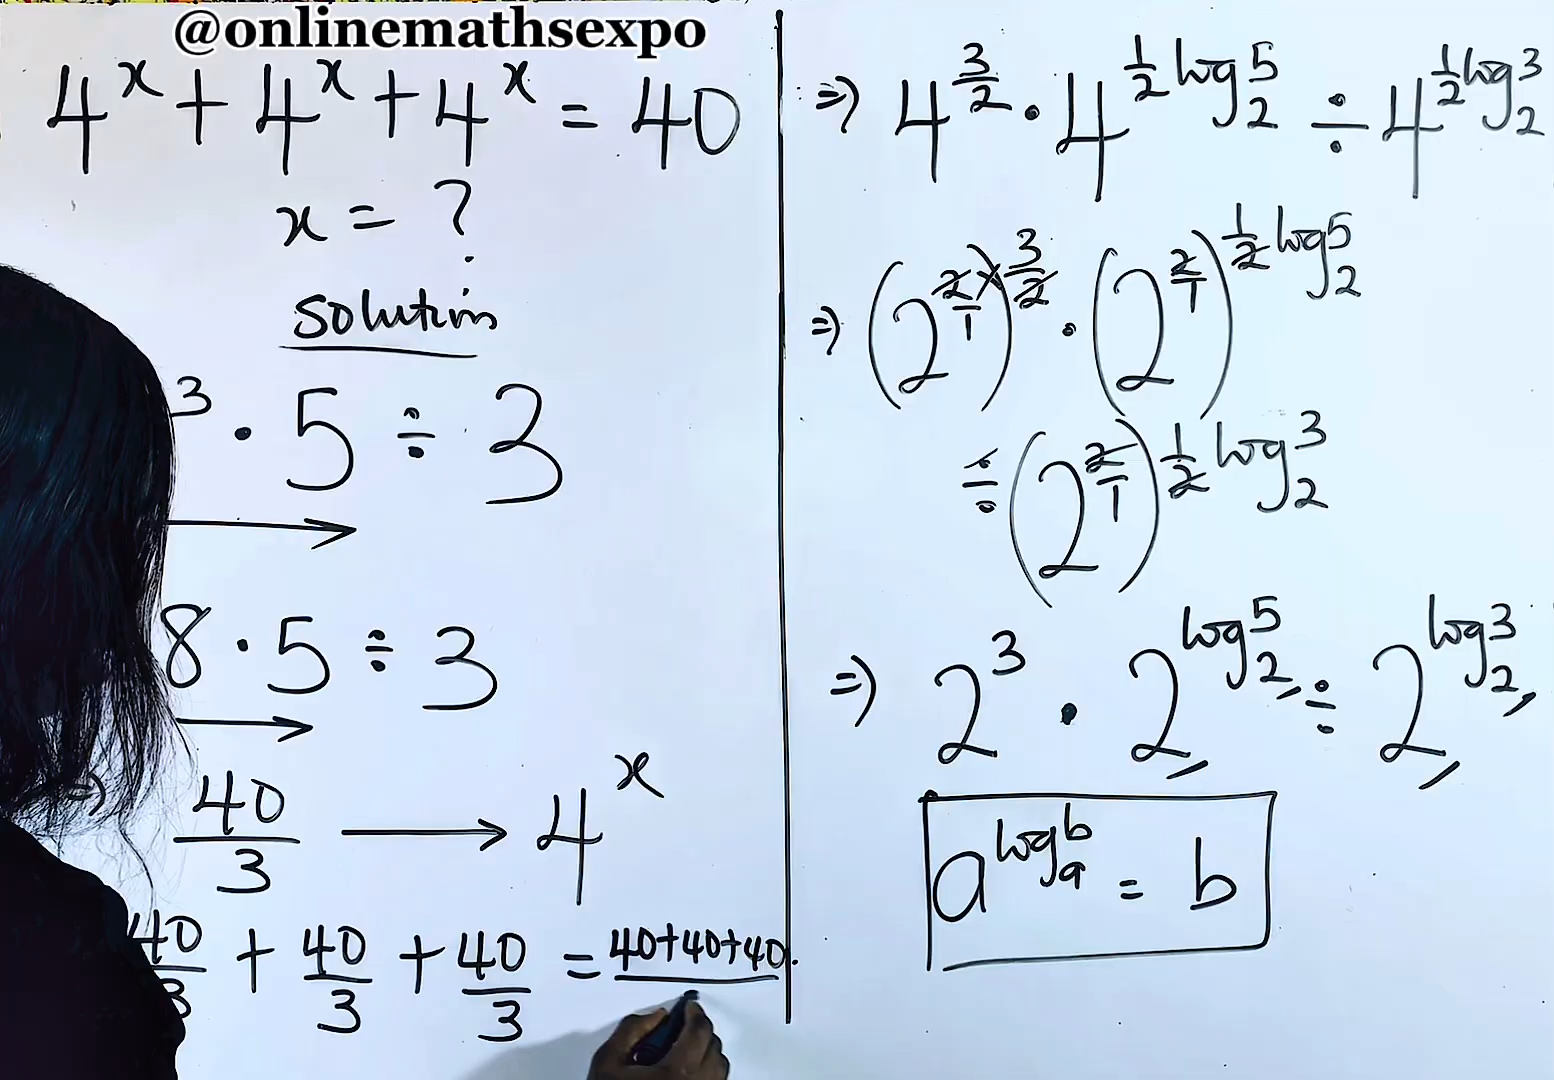 @onlinemathsexpo
4^x + 4^x + 4^x = 40
x = ?
Solution
3 · 5 ÷ 3
8 · 5 ÷ 3
40/3 → 4^x
40/3 + 40/3 + 40/3 = 40+40+40
⇒ 4^(3/2) · 4^(1/2 log_2 5) ÷ 4^(1/2 log_2 3)
⇒ (2^(2/1))^(×3/2) · (2^(2/1))^(1/2 log_2 5)
÷ (2^(2/1))^(1/2 log_2 3)
⇒ 2^3 · 2^(log_2 5) ÷ 2^(log_2 3)
a^(log_a b) = b